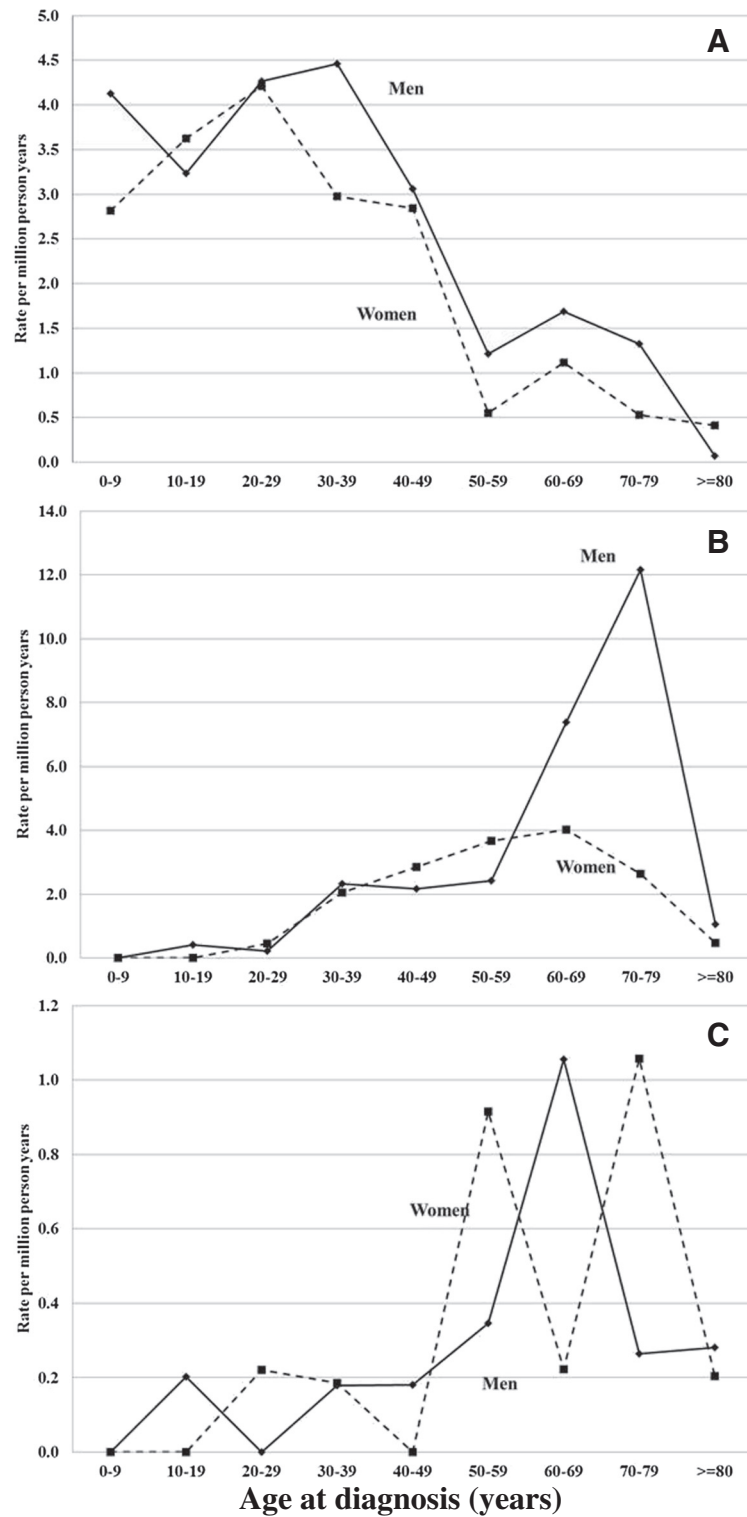 A
5.0
4.5
4.0
3.5
3.0
2.5
2.0
1.5
1.0
0.5
0.0
Rate per million person years
Men
Women
0-9 10-19 20-29 30-39 40-49 50-59 60-69 70-79 >=80
B
14.0
12.0
10.0
8.0
6.0
4.0
2.0
0.0
Rate per million person years
Men
Women
0-9 10-19 20-29 30-39 40-49 50-59 60-69 70-79 >=80
C
1.2
1.0
0.8
0.6
0.4
0.2
0.0
Rate per million person years
Women
Men
0-9 10-19 20-29 30-39 40-49 50-59 60-69 70-79 >=80
Age at diagnosis (years)